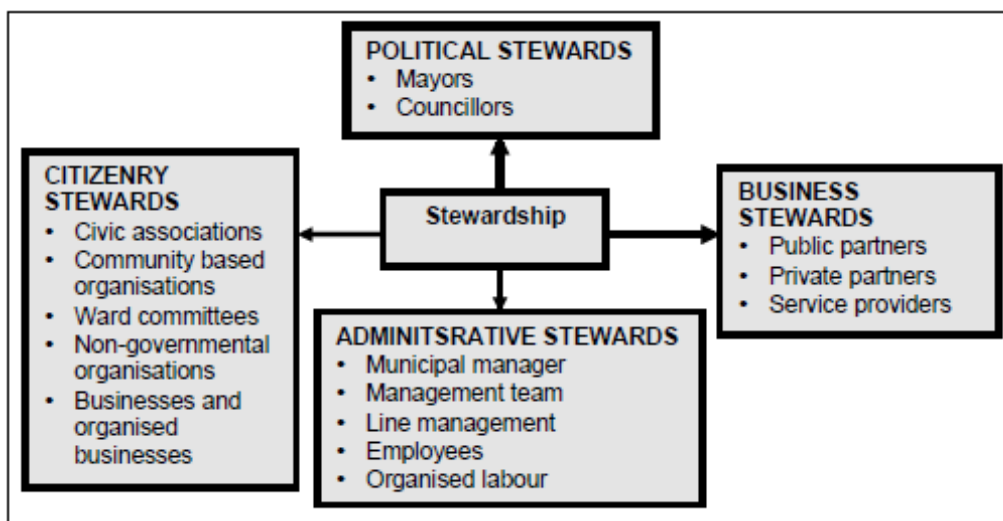 POLITICAL STEWARDS
• Mayors
• Councillors
CITIZENRY
STEWARDS
• Civic associations
• Community based
organisations
• Ward committees
• Non-governmental
organisations
• Businesses and
organised
businesses
Stewardship
BUSINESS
STEWARDS
• Public partners
• Private partners
• Service providers
ADMINITSRATIVE STEWARDS
• Municipal manager
• Management team
• Line management
• Employees
• Organised labour